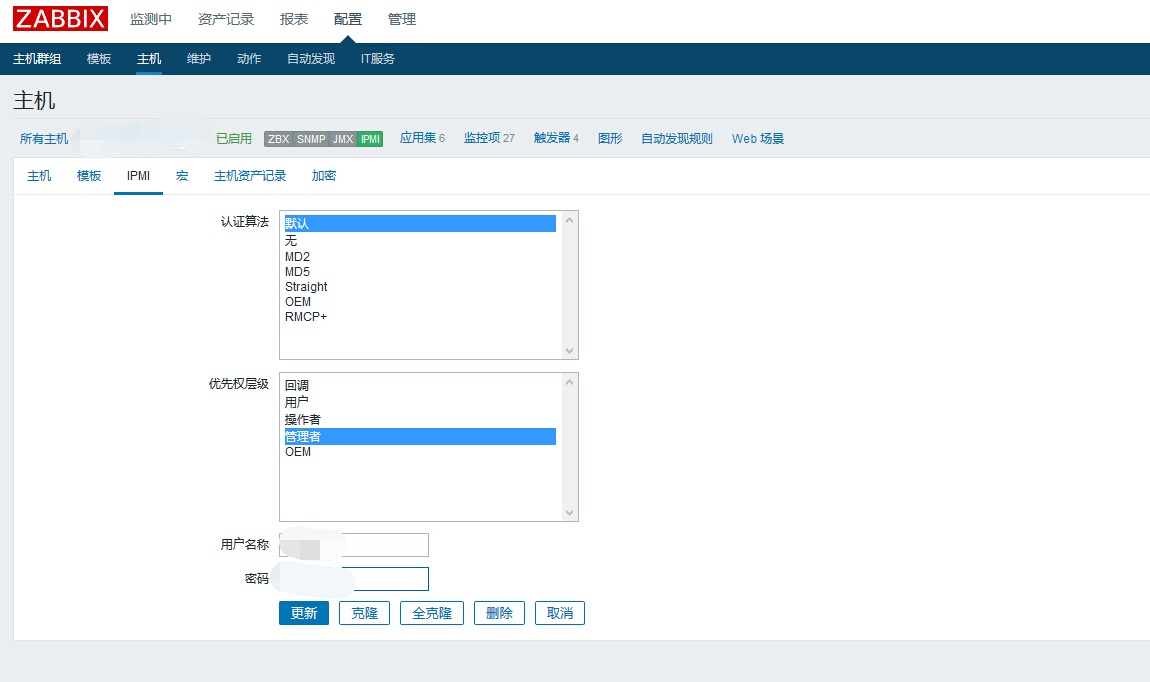 ZABBIX 监测中 资产记录 报表 配置 管理
主机群组 模板 主机 维护 动作 自动发现 IT服务
主机
所有主机 已启用 ZBX SNMP JMX IPMI 应用集 6 监控项 27 触发器 4 图形 自动发现规则 Web 场景
主机 模板 IPMI 宏 主机资产记录 加密
认证算法 默认
无
MD2
MD5
Straight
OEM
RMCP+
优先权层级 回调
用户
操作者
管理者
OEM
用户名称
密码
更新 克隆 全克隆 删除 取消